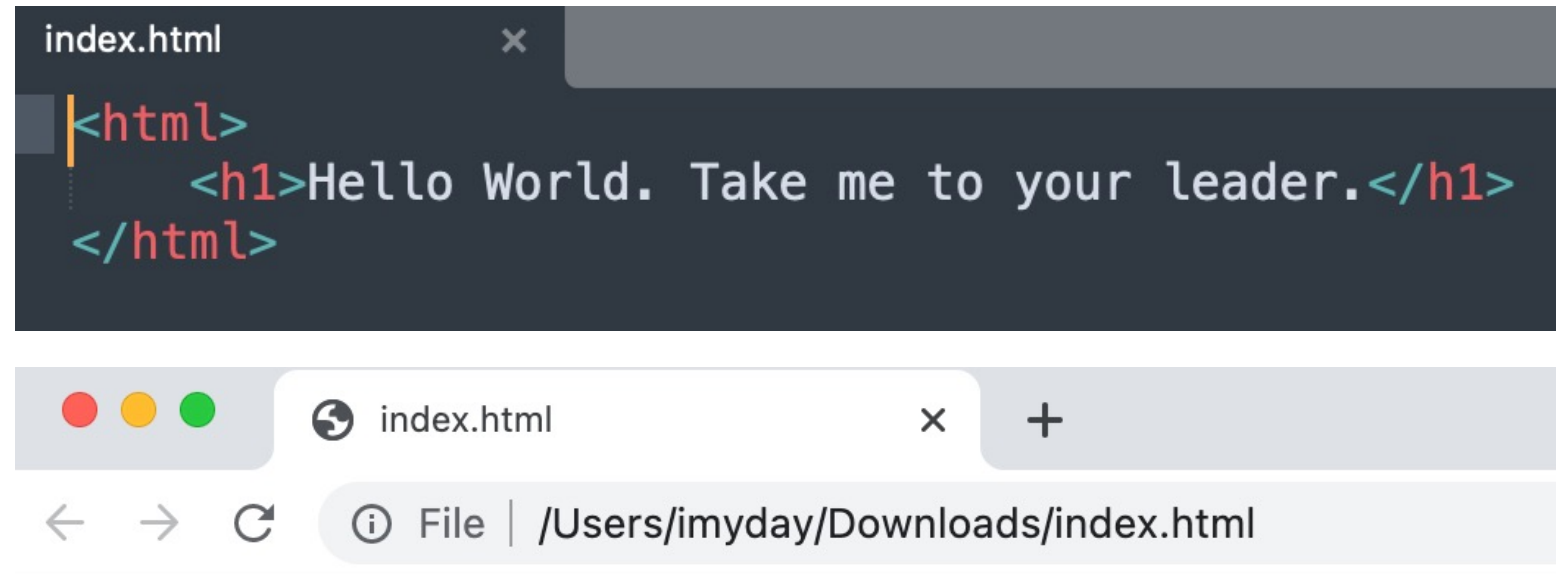 index.html
<html>
    <h1>Hello World. Take me to your leader.</h1>
</html>
index.html
File | /Users/imyday/Downloads/index.html